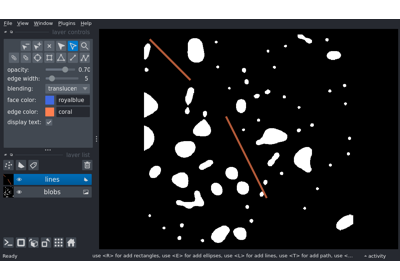 File View Window Plugins Help
layer controls
opacity: 0.70
edge width: 5
blending: translucent
face color: royalblue
edge color: coral
display text:
layer list
lines
blobs
Ready
use <R> for add rectangles, use <E> for add ellipses, use <L> for add lines, use <T> for add path, use <...
activity